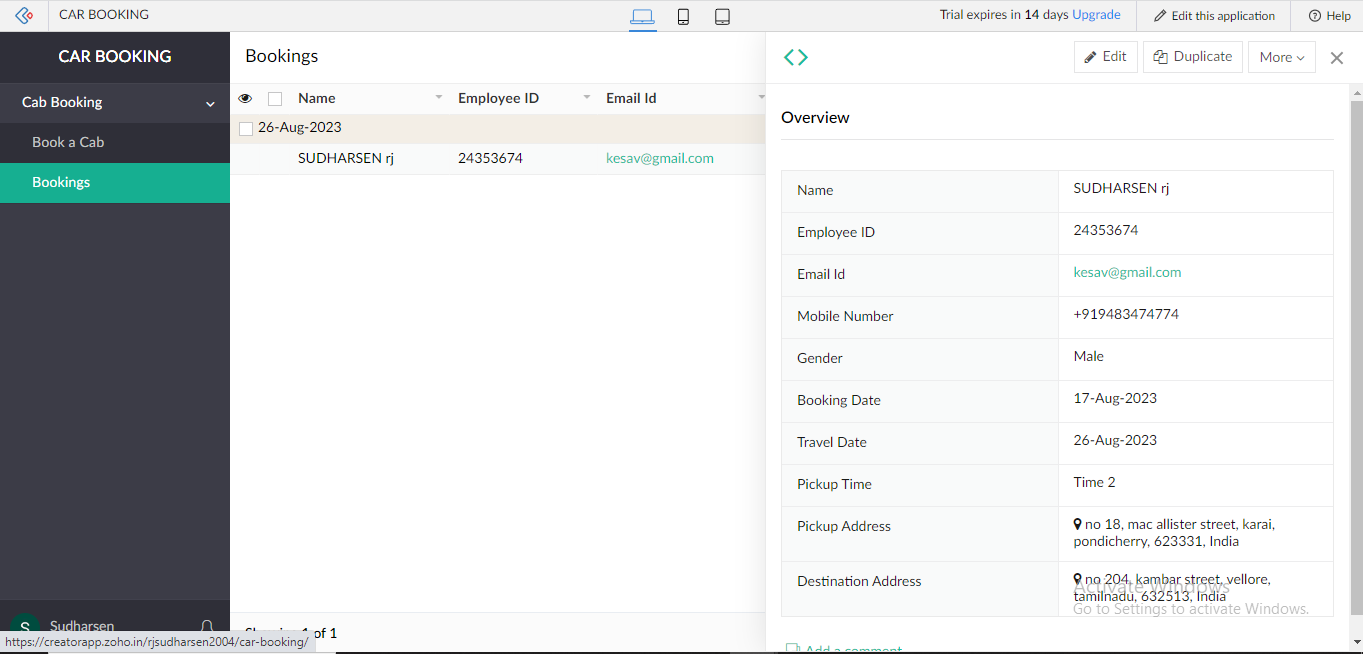 CAR BOOKING
Trial expires in 14 days Upgrade
Edit this application
Help
CAR BOOKING
Cab Booking
Book a Cab
Bookings
Sudharsen
S
https://creatorapp.zoho.in/rjsudharsen2004/car-booking/
Bookings
Name Employee ID Email Id
26-Aug-2023
SUDHARSEN rj 24353674 kesav@gmail.com
1 of 1
Edit Duplicate More
Overview
Name SUDHARSEN rj
Employee ID 24353674
Email Id kesav@gmail.com
Mobile Number +919483474774
Gender Male
Booking Date 17-Aug-2023
Travel Date 26-Aug-2023
Pickup Time Time 2
Pickup Address no 18, mac allister street, karai,
pondicherry, 623331, India
Destination Address no 204, kambar street, vellore,
tamilnadu, 632513, India
Activate Windows
Go to Settings to activate Windows.
Add a comment